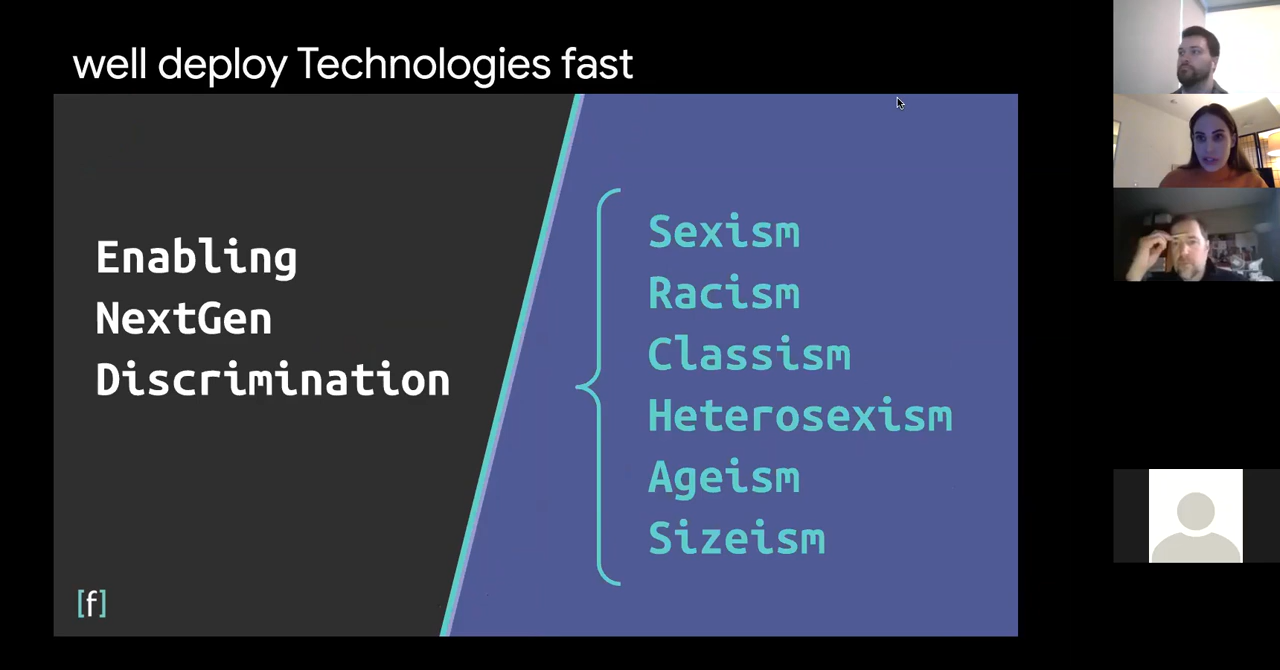 well deploy Technologies fast
Enabling
NextGen
Discrimination
Sexism
Racism
Classism
Heterosexism
Ageism
Sizeism
[f]